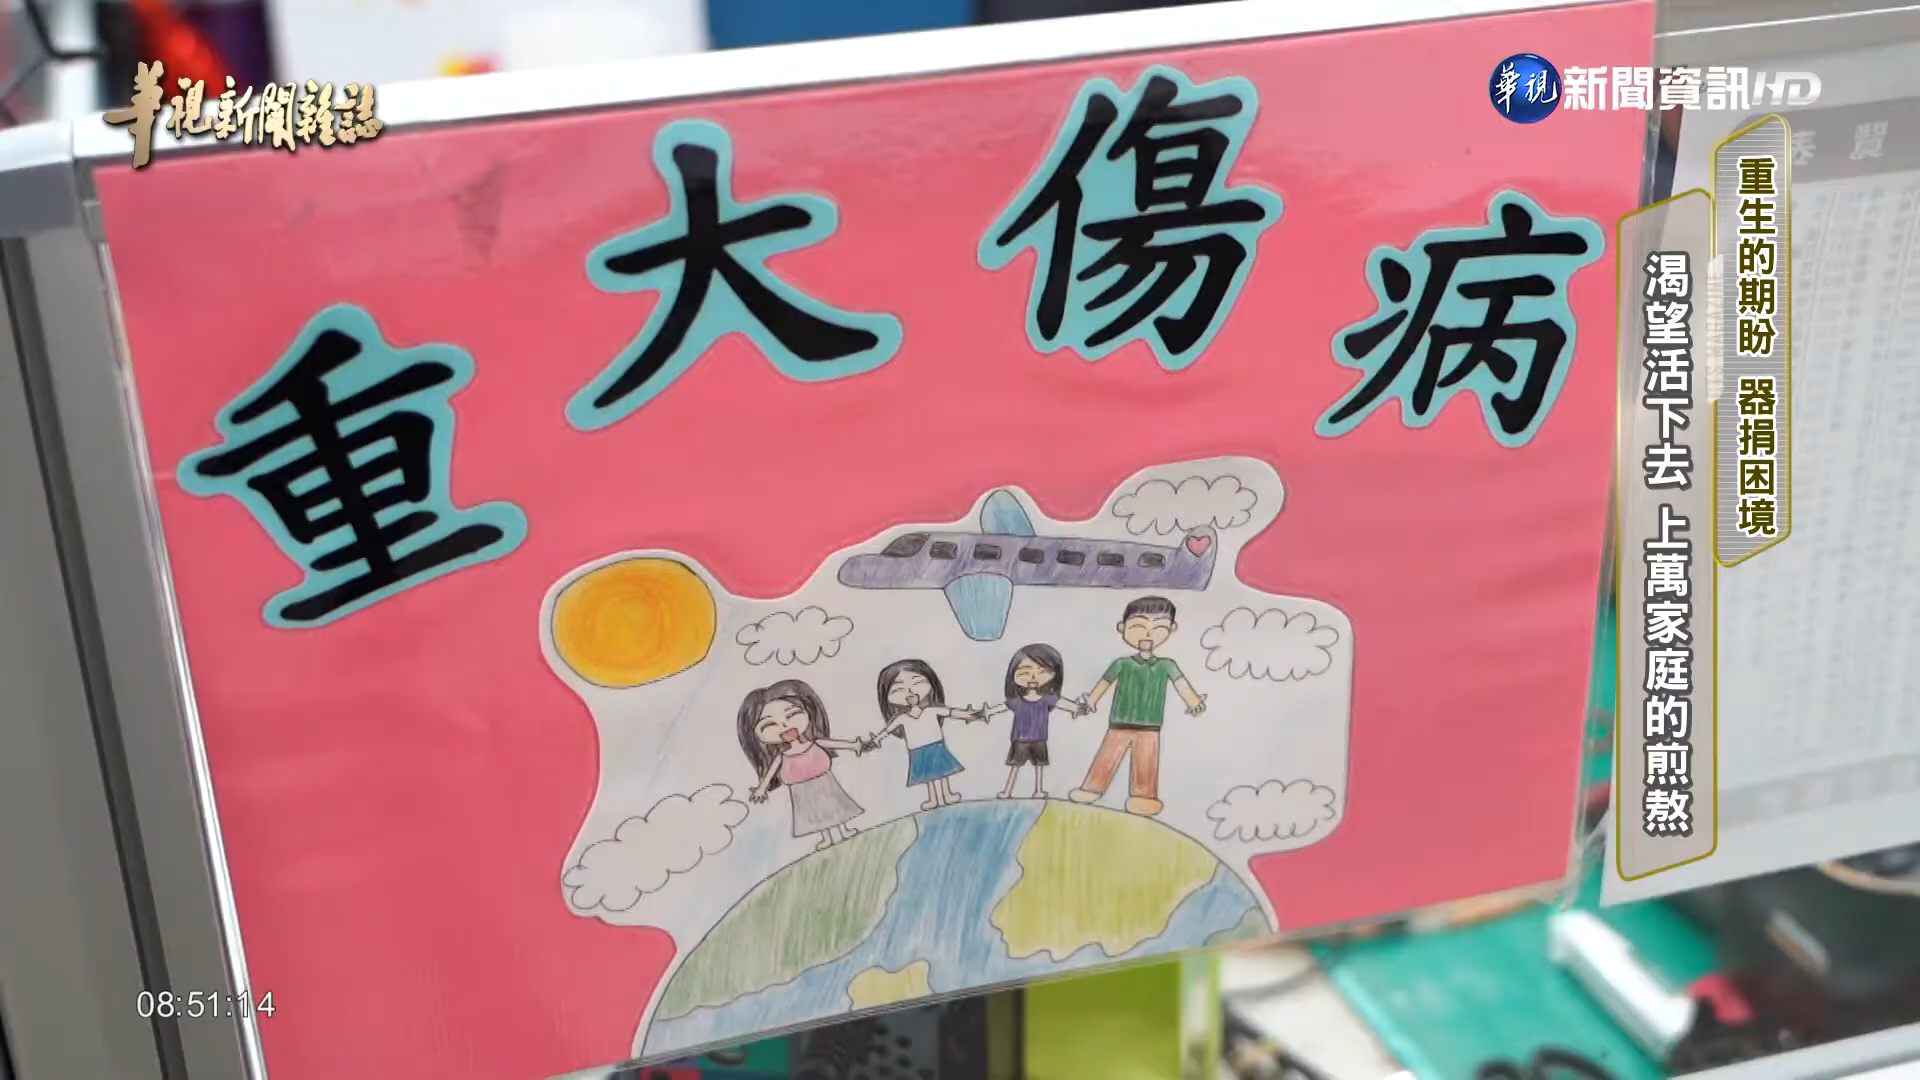 華視新聞雜誌
華視 新聞資訊HD
重大傷病
重生的期盼 器捐困境
渴望活下去 上萬家庭的煎熬
08:51:14